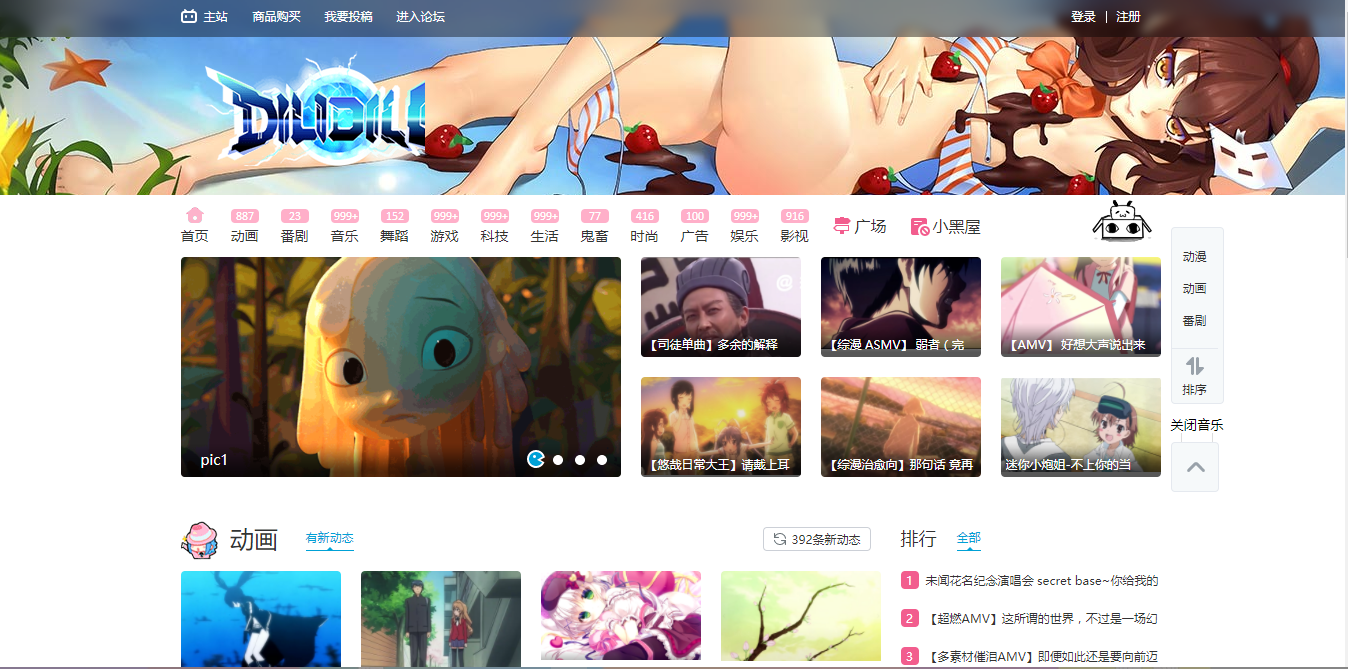 主站 商品购买 我要投稿 进入论坛 登录 | 注册
DILIDILI
887 23 999+ 152 999+ 999+ 999+ 77 416 100 999+ 916
首页 动画 番剧 音乐 舞蹈 游戏 科技 生活 鬼畜 时尚 广告 娱乐 影视 广场 小黑屋
动漫
动画
番剧
排序
关闭音乐
【司徒单曲】多余的解释
【综漫 ASMV】 弱者 ( 完
【AMV】 好想大声说出来
pic1
【悠哉日常大王】请戴上耳
【综漫治愈向】那句话 竟再
迷你小炮姐-不上你的当
动画 有新动态 392条新动态 排行 全部
1 未闻花名纪念演唱会 secret base~你给我的
2 【超燃AMV】这所谓的世界，不过是一场幻
3 【多素材催泪AMV】即便如此还是要向前迈